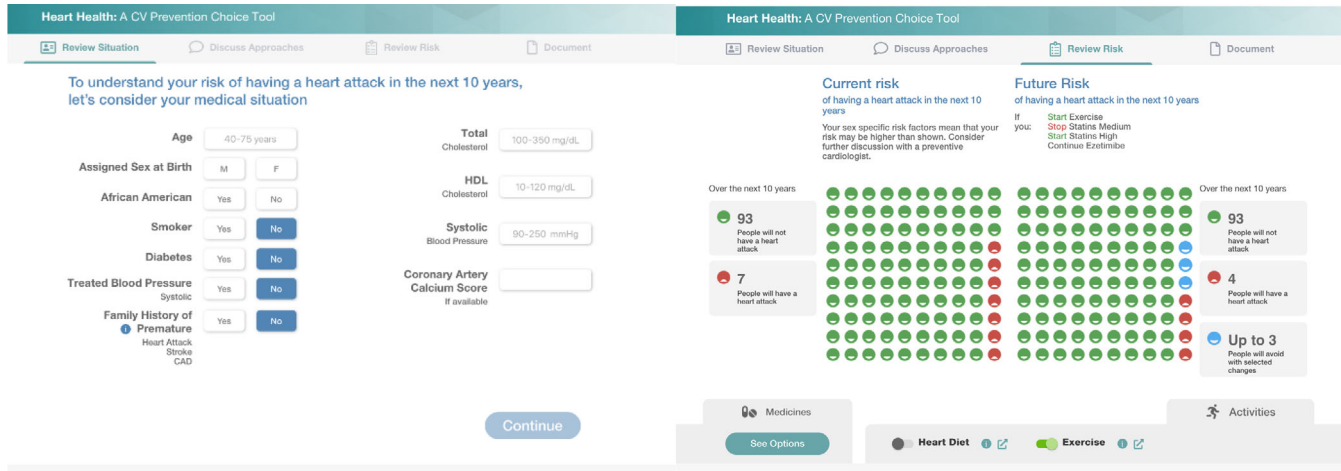 Heart Health: A CV Prevention Choice Tool
Review Situation
Discuss Approaches
Review Risk
Document
To understand your risk of having a heart attack in the next 10 years,
let's consider your medical situation
Age
40-75 years
Assigned Sex at Birth
M
F
African American
Yes
No
Smoker
Yes
No
Diabetes
Yes
No
Treated Blood Pressure
Systolic
Yes
No
Family History of
Premature
Heart Attack
Stroke
CAD
Yes
No
Total
Cholesterol
100-350 mg/dL
HDL
Cholesterol
10-120 mg/dL
Systolic
Blood Pressure
90-250 mmHg
Coronary Artery
Calcium Score
If available
Continue
Heart Health: A CV Prevention Choice Tool
Review Situation
Discuss Approaches
Review Risk
Document
Current risk
of having a heart attack in the next 10
years
Your sex specific risk factors mean that your
risk may be higher than shown. Consider
further discussion with a preventive
cardiologist.
Future Risk
of having a heart attack in the next 10 years
If you:
Start Exercise
Stop Statins Medium
Start Statins High
Continue Ezetimibe
Over the next 10 years
93
People will not
have a heart
attack
7
People will have a
heart attack
Over the next 10 years
93
People will not
have a heart
attack
4
People will have a
heart attack
Up to 3
People will avoid
with selected
changes
Medicines
See Options
Activities
Heart Diet
Exercise